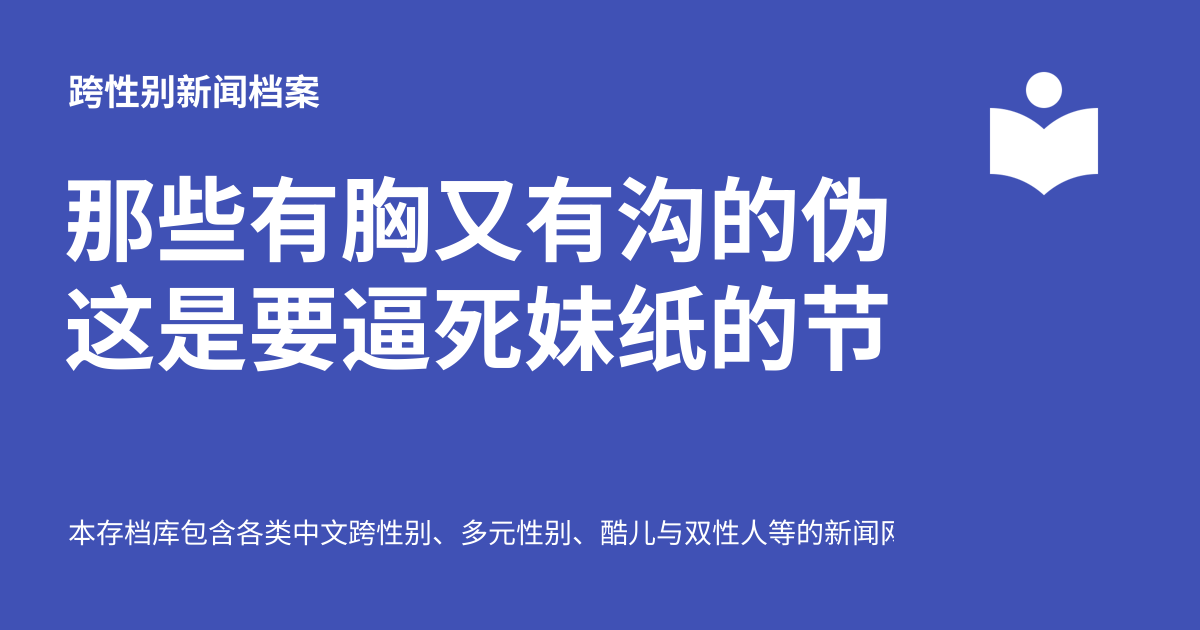 跨性别新闻档案
那些有胸又有沟的伪
这是要逼死妹纸的节
本存档库包含各类中文跨性别、多元性别、酷儿与双性人等的新闻网